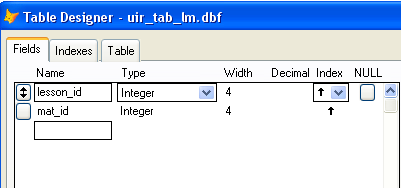 Table Designer - uir_tab_lm.dbf
Fields Indexes Table
Name Type Width Decimal Index NULL
lesson_id Integer 4
mat_id Integer 4